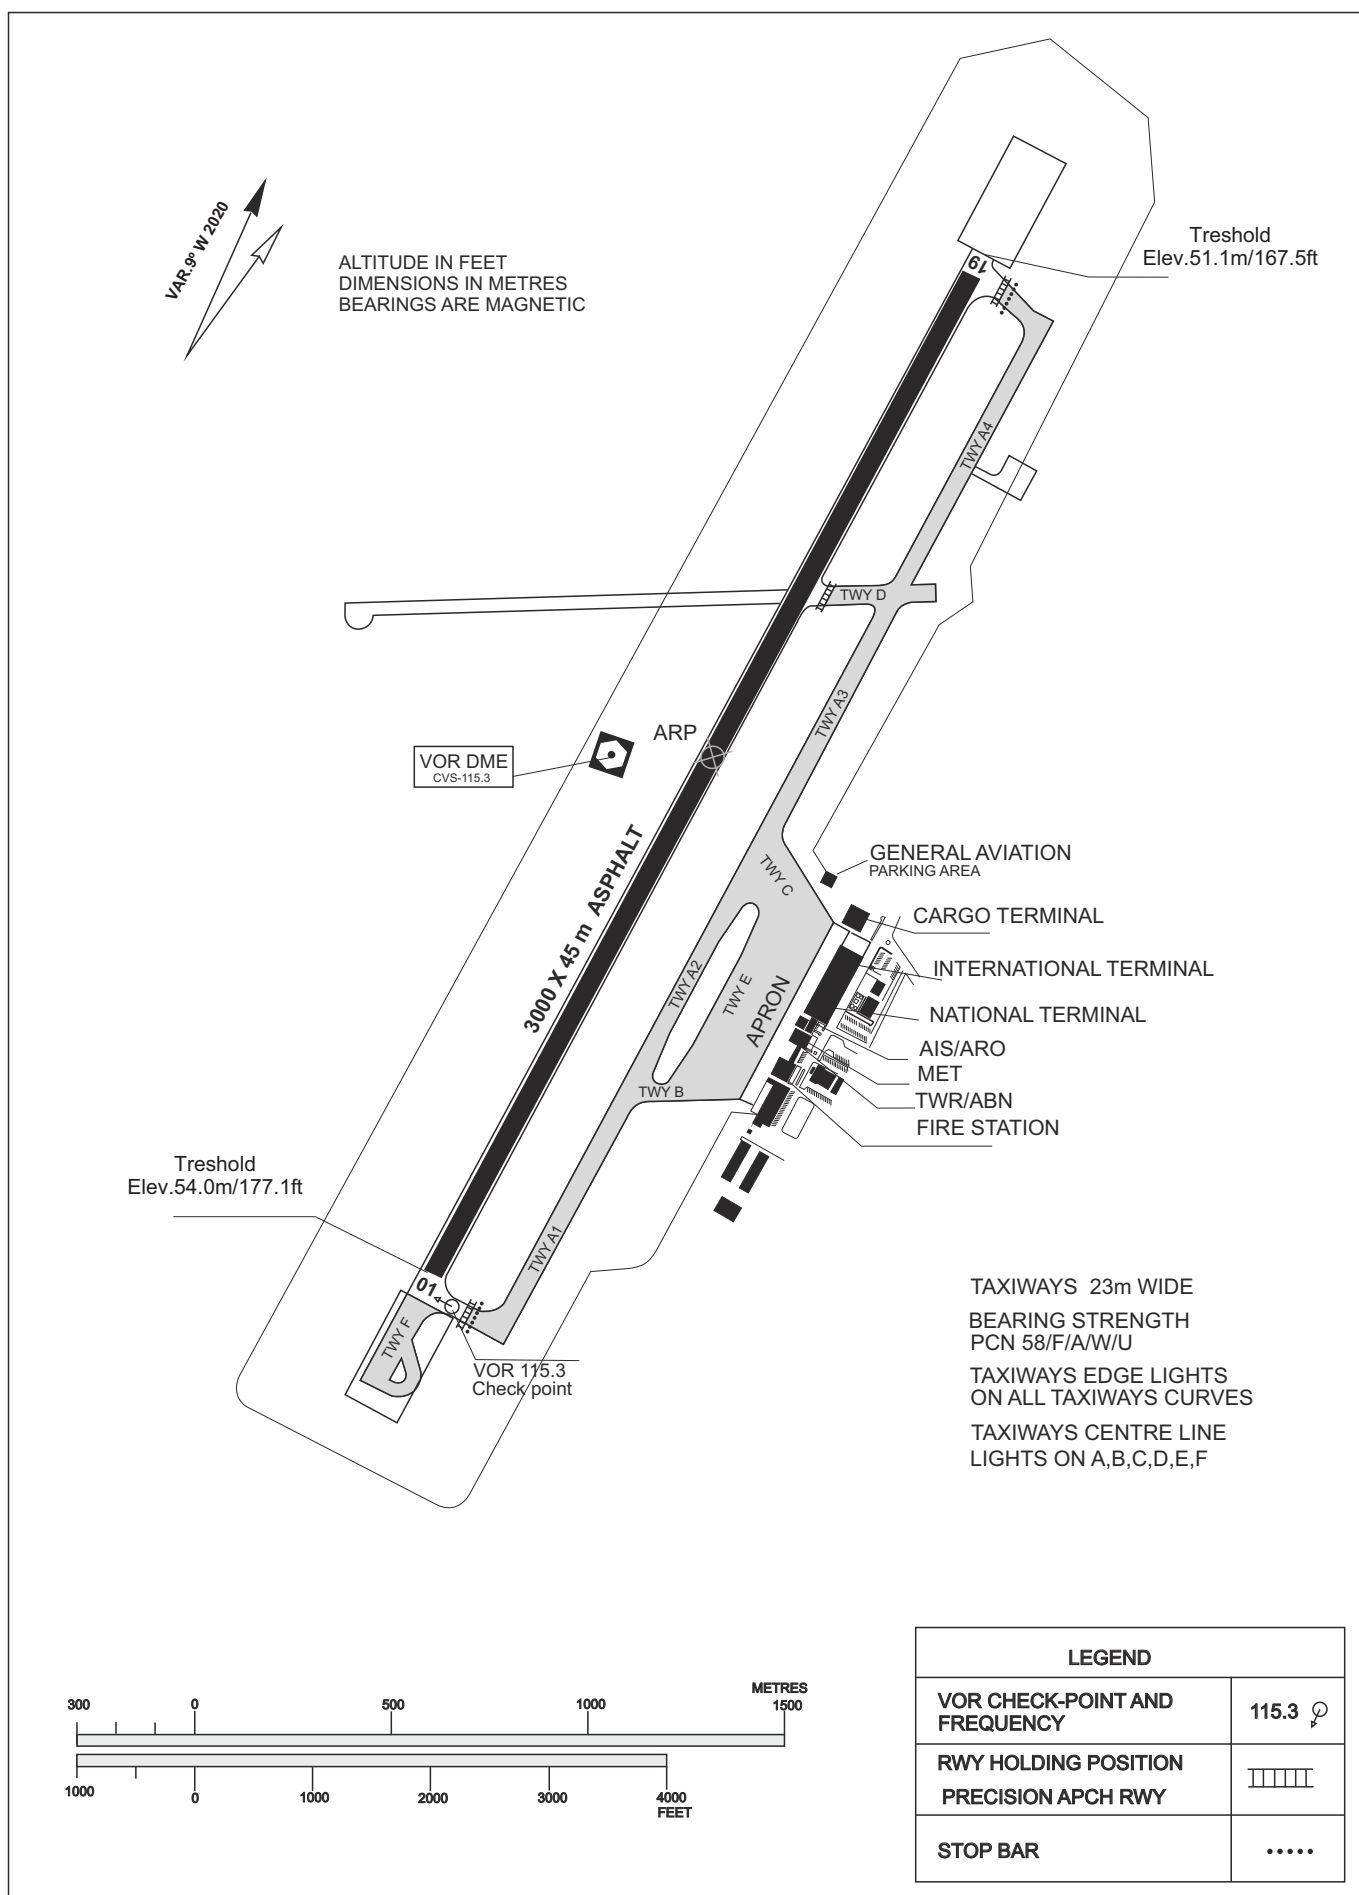 Treshold
Elev.51.1m/167.5ft
19
VAR.9º W 2020
ALTITUDE IN FEET
DIMENSIONS IN METRES
BEARINGS ARE MAGNETIC
TWY A4
TWY D
TWY A3
ARP
VOR DME
CVS-115.3
3000 X 45 m ASPHALT
GENERAL AVIATION
PARKING AREA
TWY C
CARGO TERMINAL
INTERNATIONAL TERMINAL
TWY A2
TWY E
APRON
NATIONAL TERMINAL
AIS/ARO
MET
TWY B
TWR/ABN
FIRE STATION
Treshold
Elev.54.0m/177.1ft
TWY A1
01
TWY F
VOR 115.3
Check point
TAXIWAYS 23m WIDE
BEARING STRENGTH
PCN 58/F/A/W/U
TAXIWAYS EDGE LIGHTS
ON ALL TAXIWAYS CURVES
TAXIWAYS CENTRE LINE
LIGHTS ON A,B,C,D,E,F
METRES
300 0 500 1000 1500
1000 0 1000 2000 3000 4000
FEET
LEGEND
VOR CHECK-POINT AND
FREQUENCY
115.3
RWY HOLDING POSITION
PRECISION APCH RWY
STOP BAR